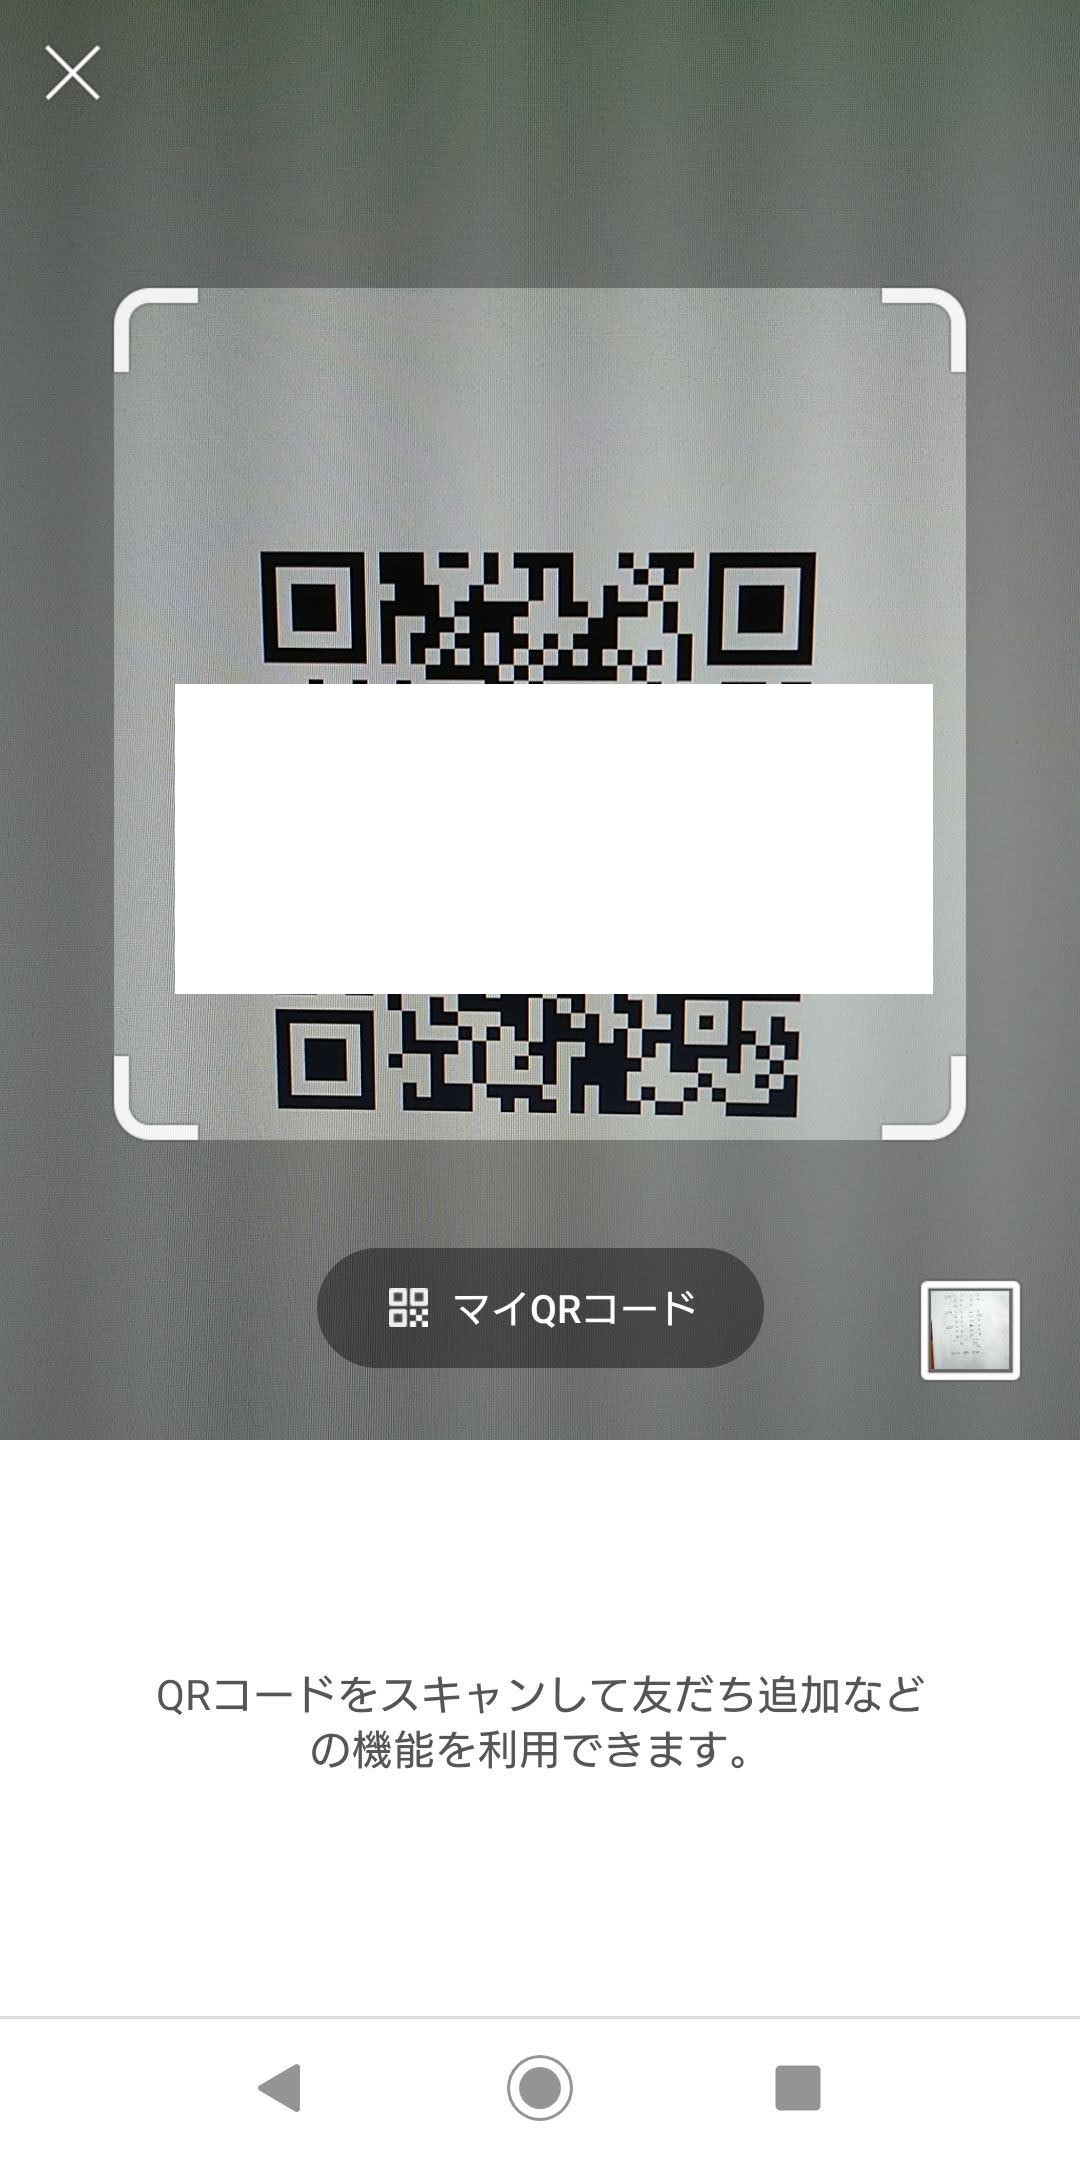 マイQRコード
QRコードをスキャンして友だち追加など
の機能を利用できます。